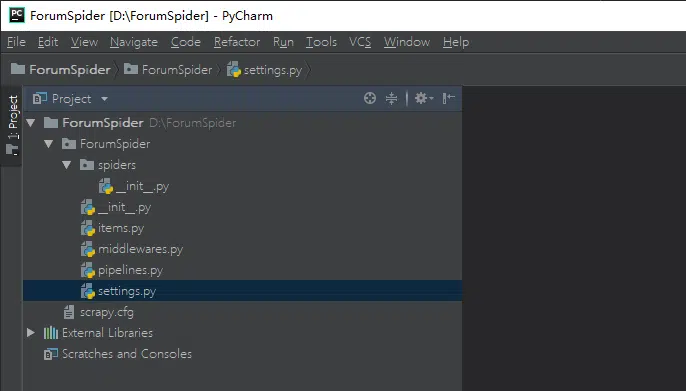 PC ForumSpider [D:\ForumSpider] - PyCharm
File Edit View Navigate Code Refactor Run Tools VCS Window Help
ForumSpider ForumSpider settings.py
1: Project
Project
ForumSpider D:\ForumSpider
ForumSpider
spiders
__init__.py
__init__.py
items.py
middlewares.py
pipelines.py
settings.py
scrapy.cfg
External Libraries
Scratches and Consoles